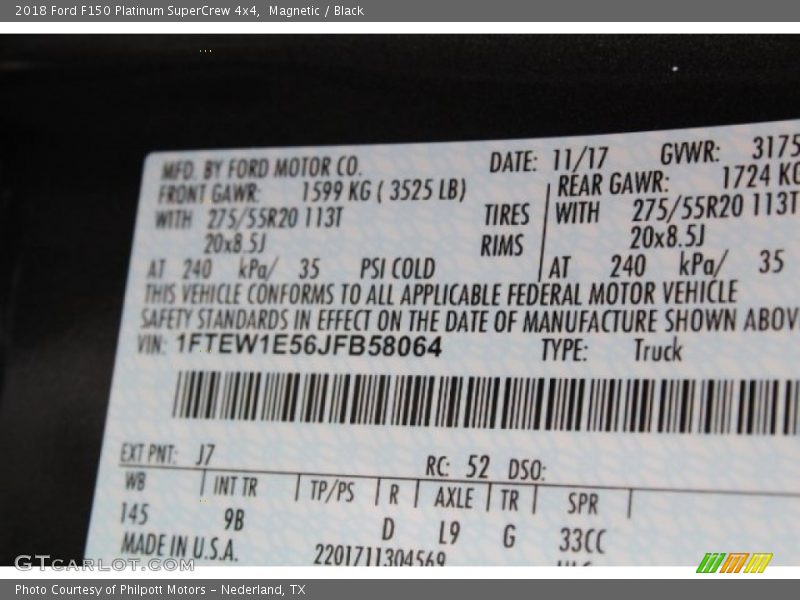 2018 Ford F150 Platinum SuperCrew 4x4, Magnetic / Black
MFD. BY FORD MOTOR CO. DATE: 11/17 GVWR: 3175
FRONT GAWR: 1599 KG ( 3525 LB) REAR GAWR: 1724 KG
WITH 275/55R20 113T TIRES WITH 275/55R20 113T
20x8.5J RIMS 20x8.5J
AT 240 kPa/ 35 PSI COLD AT 240 kPa/ 35
THIS VEHICLE CONFORMS TO ALL APPLICABLE FEDERAL MOTOR VEHICLE
SAFETY STANDARDS IN EFFECT ON THE DATE OF MANUFACTURE SHOWN ABOV
VIN: 1FTEW1E56JFB58064 TYPE: Truck
EXT PNT: J7 RC: 52 DSO:
WB INT TR TP/PS R AXLE TR SPR
145 9B D L9 G 33CC
MADE IN U.S.A. 2201711304569
GTCarLot.com
Photo Courtesy of Philpott Motors - Nederland, TX